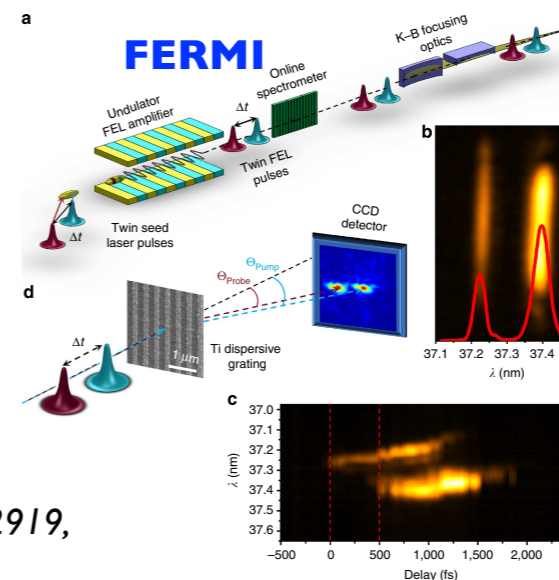 a
FERMI
K–B focusing
optics
Online
spectrometer
Undulator
FEL amplifier
Δt
Twin FEL
pulses
Δt
Twin seed
laser pulses
b
37.1 37.2 37.3 37.4
λ (nm)
CCD
detector
d
ΘProbe
ΘPump
Δt
1 μm
Ti dispersive
grating
c
37.0
37.1
37.2
37.3
37.4
37.5
37.6
λ (nm)
–500 0 500 1,000 1,500 2,000
Delay (fs)
2919,